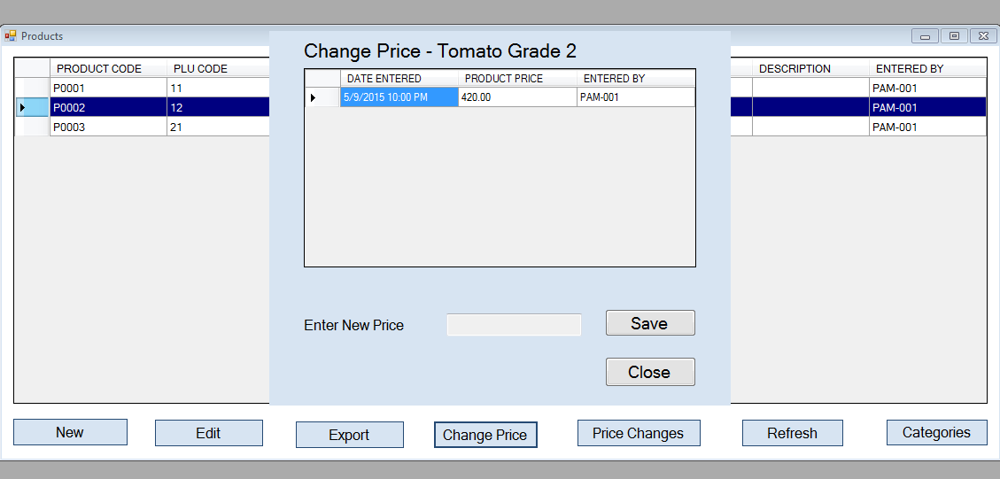 Products
Change Price - Tomato Grade 2
PRODUCT CODE PLU CODE DESCRIPTION ENTERED BY
DATE ENTERED PRODUCT PRICE ENTERED BY
P0001 11 PAM-001
5/9/2015 10:00 PM 420.00 PAM-001
P0002 12 PAM-001
P0003 21 PAM-001
Enter New Price Save
Close
New Edit Export Change Price Price Changes Refresh Categories